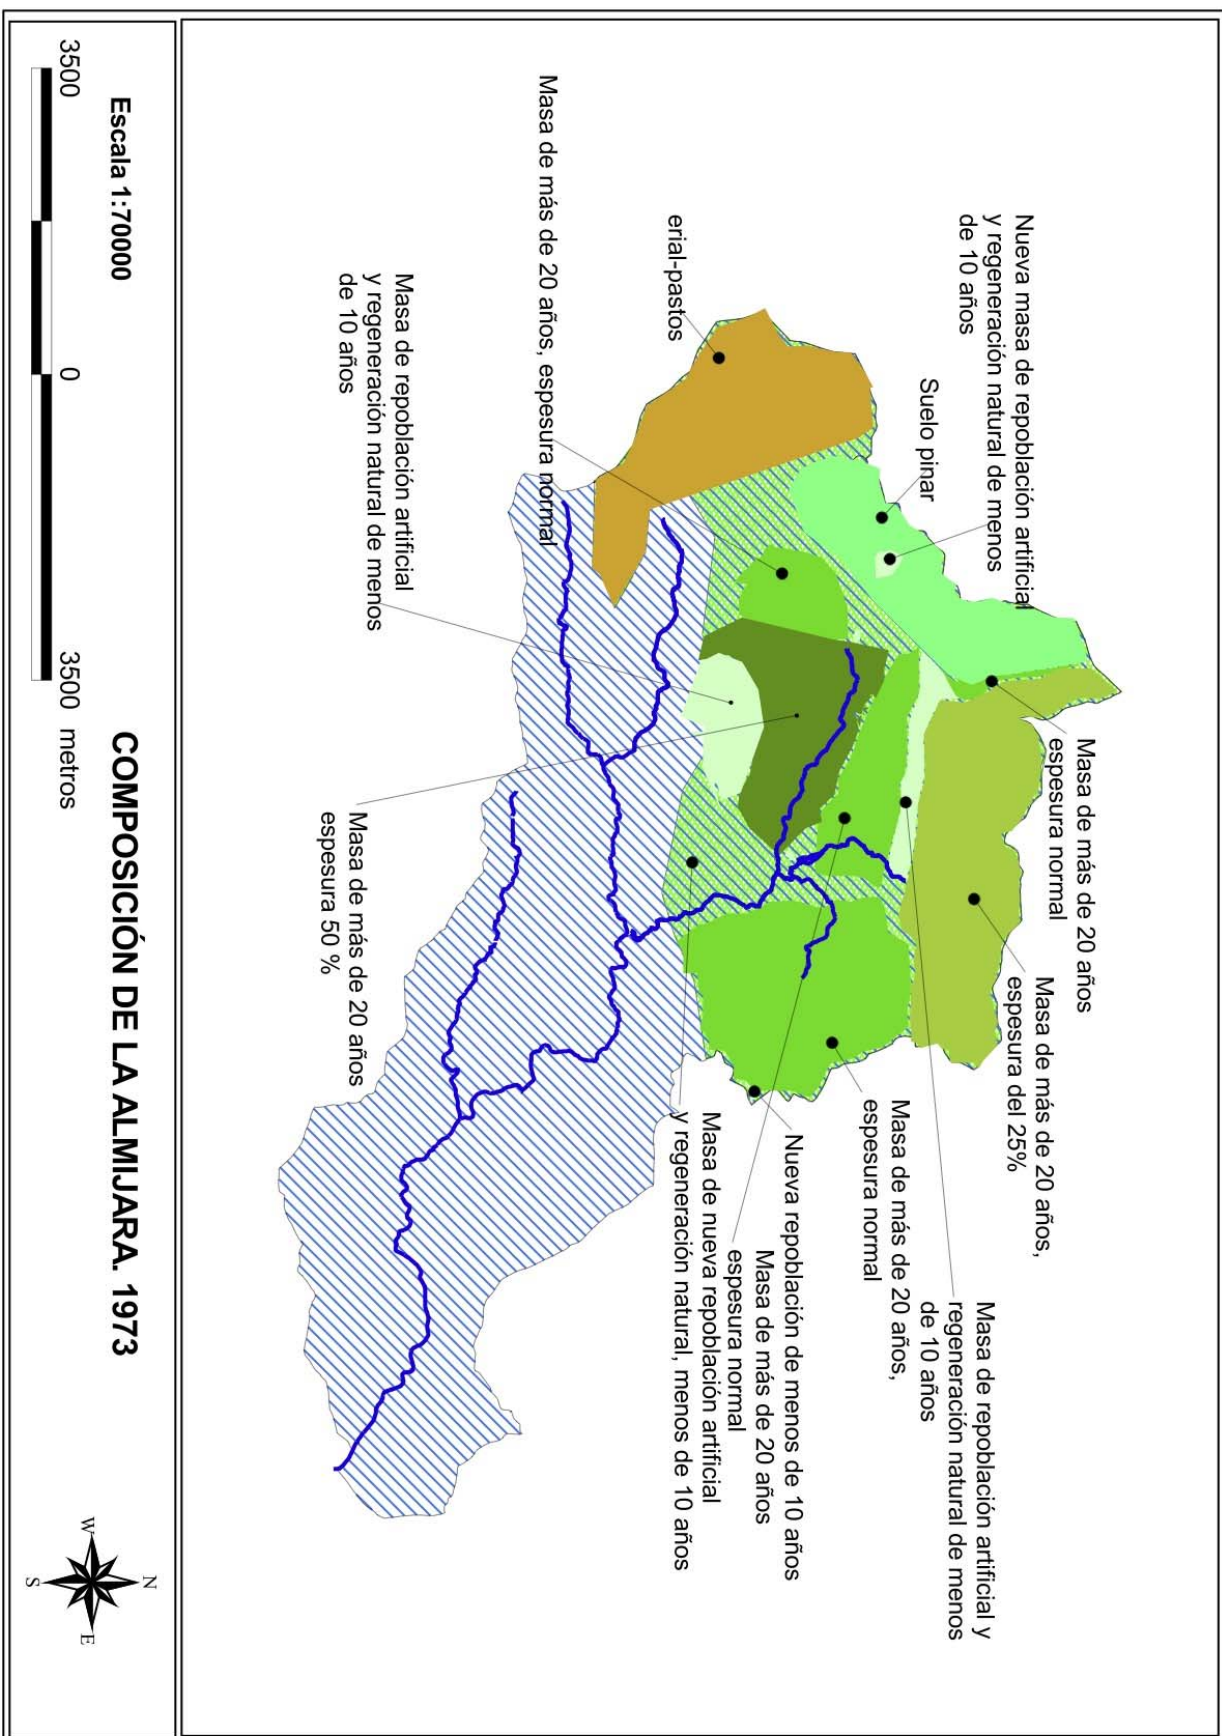 Nueva masa de repoblación artificial
y regeneración natural de menos
de 10 años
Suelo pinar
erial-pastos
Masa de más de 20 años, espesura normal
Masa de repoblación artificial
y regeneración natural de menos
de 10 años
Masa de más de 20 años
espesura normal
Masa de más de 20 años,
espesura del 25%
Masa de repoblación artificial y
regeneración natural de menos
de 10 años
Masa de más de 20 años,
espesura normal
Nueva repoblación de menos de 10 años
Masa de más de 20 años
espesura normal
Masa de nueva repoblación artificial
y regeneración natural, menos de 10 años
Masa de más de 20 años
espesura 50 %
COMPOSICIÓN DE LA ALMIJARA. 1973
Escala 1:70000
3500 0 3500 metros
N
W E
S